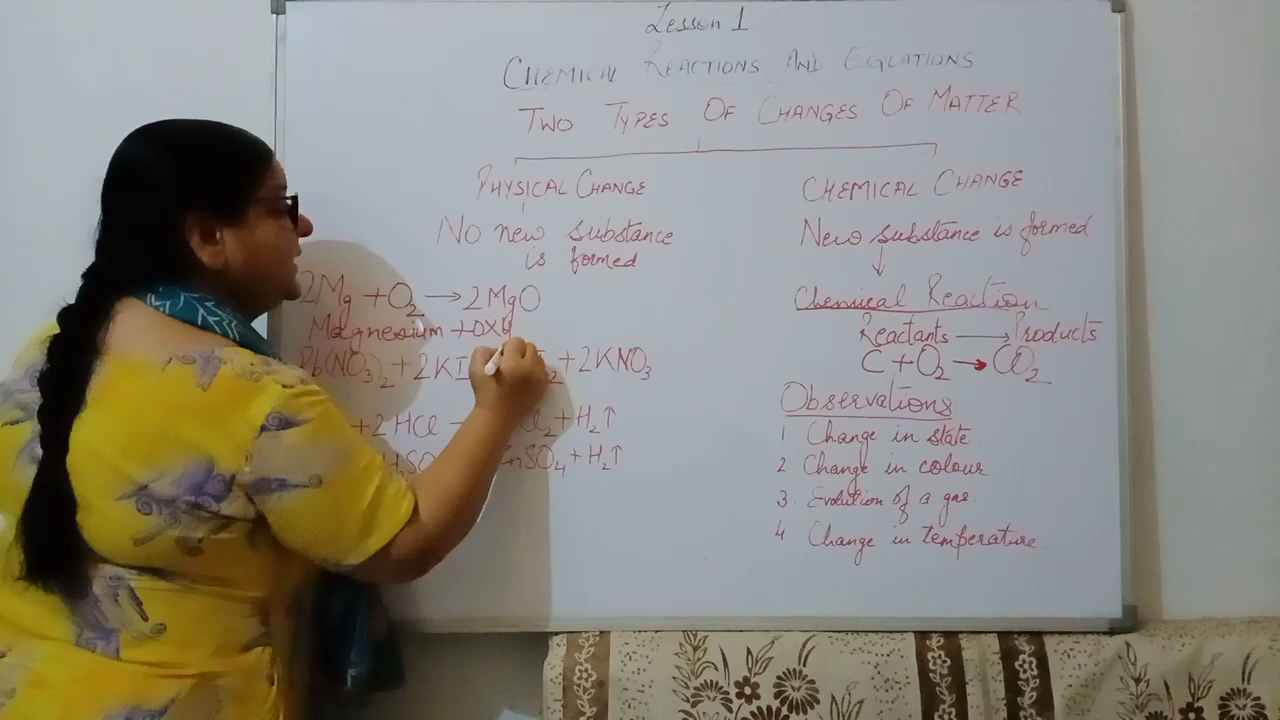 Lesson 1
CHEMICAL REACTIONS AND EQUATIONS
TWO TYPES OF CHANGES OF MATTER
PHYSICAL CHANGE
No new substance
is formed
2Mg + O₂ → 2MgO
Magnesium + OXY
Pb(NO₃)₂ + 2KI + 2KNO₃
+ 2HCl + H₂↑
SO₄ + H₂↑
CHEMICAL CHANGE
New substance is formed
↓
Chemical Reaction
Reactants → Products
C + O₂ → CO₂
Observations
1. Change in state.
2 Change in colour
3. Evolution of a gas.
4. Change in temperature.